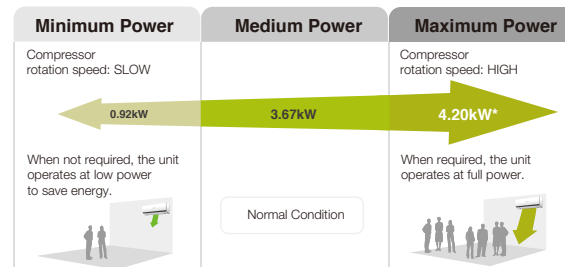 Minimum Power
Medium Power
Maximum Power
Compressor
rotation speed: SLOW
Compressor
rotation speed: HIGH
0.92kW
3.67kW
4.20kW*
When not required, the unit
operates at low power
to save energy.
Normal Condition
When required, the unit
operates at full power.